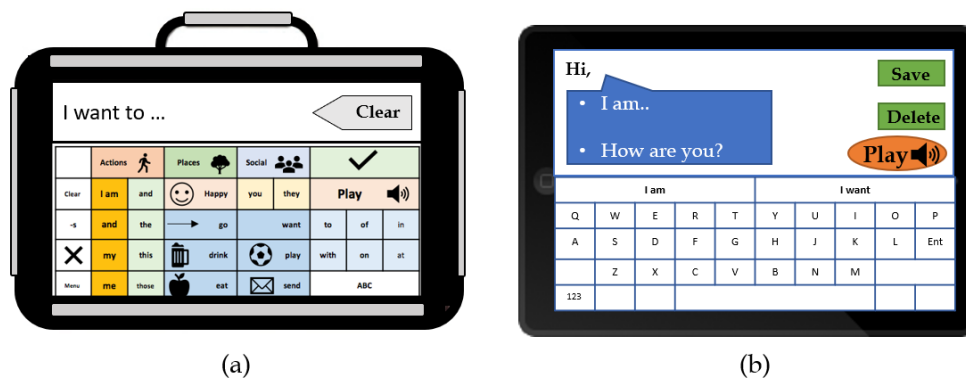 I want to ...
Clear
Actions
Places
Social
Clear
I am
and
Happy
you
they
Play
-s
and
the
go
want
to
of
in
my
this
drink
play
with
on
at
Menu
me
those
eat
send
ABC
(a)
Hi,
• I am..
• How are you?
Save
Delete
Play
I am
I want
Q W E R T Y U I O P
A S D F G H J K L Ent
Z X C V B N M
123
(b)